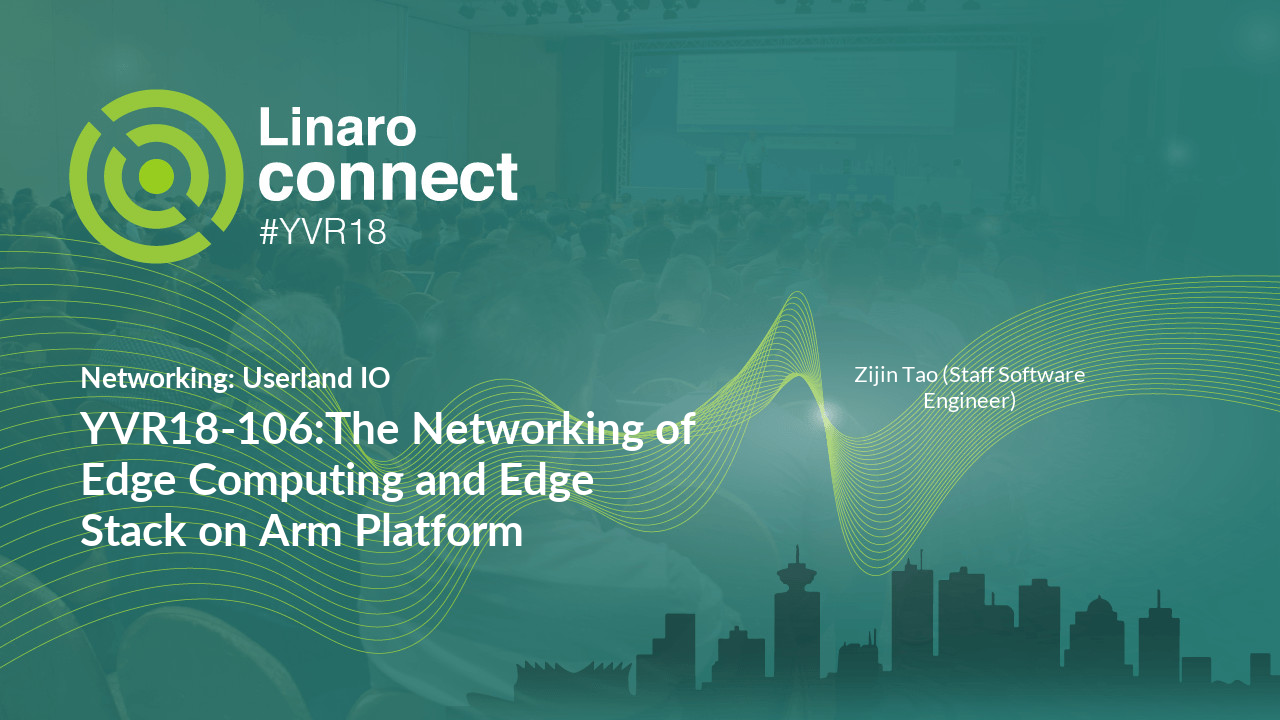 Linaro
connect
#YVR18
Networking: Userland IO
YVR18-106:The Networking of
Edge Computing and Edge
Stack on Arm Platform
Zijin Tao (Staff Software
Engineer)